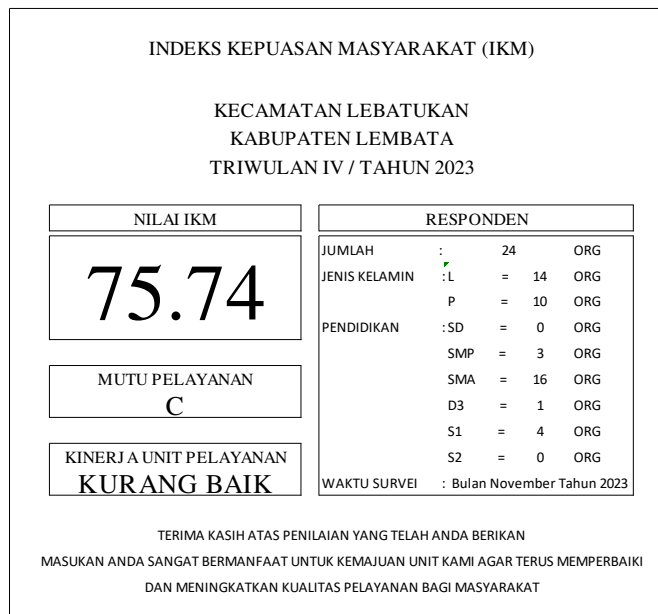 INDEKS KEPUASAN MASYARAKAT (IKM)
KECAMATAN LEBATUKAN
KABUPATEN LEMBATA
TRIWULAN IV / TAHUN 2023
NILAI IKM
75.74
MUTU PELAYANAN
C
KINERJA UNIT PELAYANAN
KURANG BAIK
RESPONDEN
JUMLAH : 24 ORG
JENIS KELAMIN : L = 14 ORG
P = 10 ORG
PENDIDIKAN : SD = 0 ORG
SMP = 3 ORG
SMA = 16 ORG
D3 = 1 ORG
S1 = 4 ORG
S2 = 0 ORG
WAKTU SURVEI : Bulan November Tahun 2023
TERIMA KASIH ATAS PENILAIAN YANG TELAH ANDA BERIKAN
MASUKAN ANDA SANGAT BERMANFAAT UNTUK KEMAJUAN UNIT KAMI AGAR TERUS MEMPERBAIKI
DAN MENINGKATKAN KUALITAS PELAYANAN BAGI MASYARAKAT